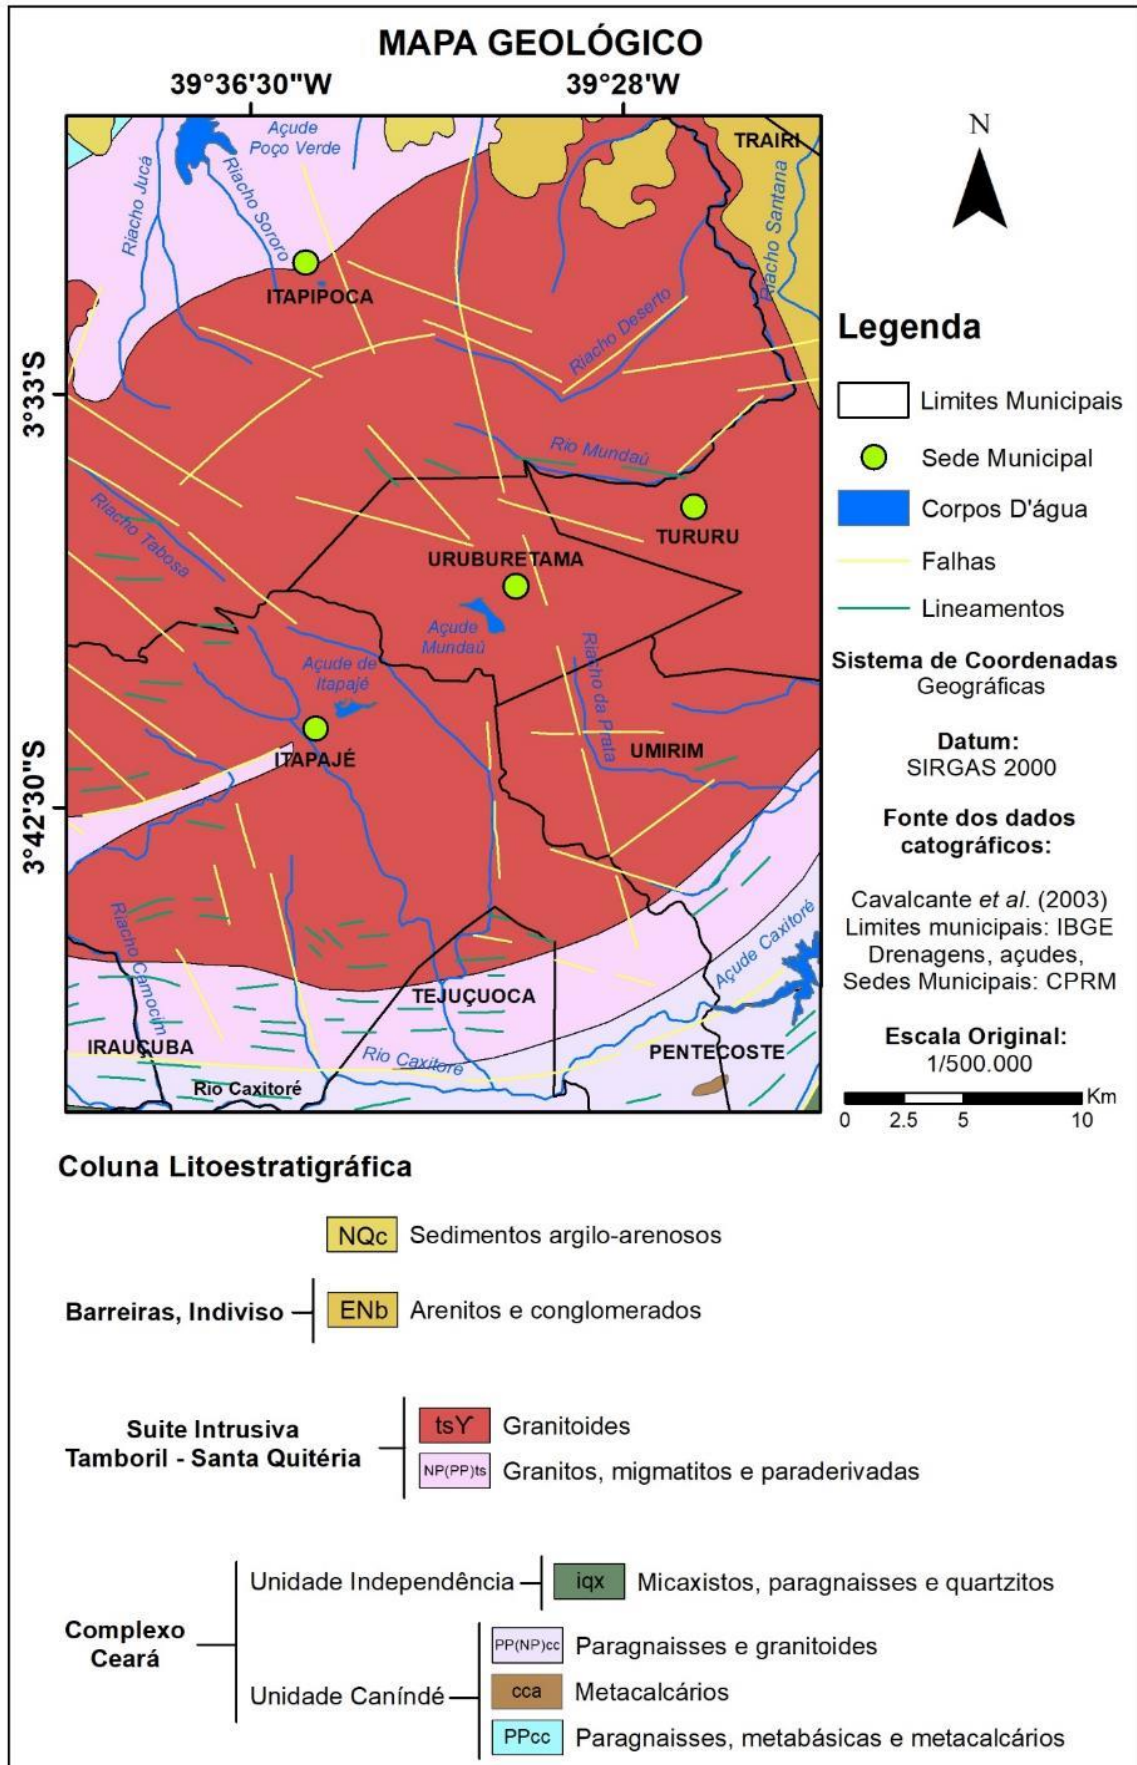 MAPA GEOLÓGICO
39°36'30"W
39°28'W
3°33'S
3°42'30"S
Açude
Poço Verde
TRAIRI
Riacho Jucá
Riacho Sororo
Riacho Santana
ITAPIPOCA
Riacho Deserto
Rio Mundaú
Riacho Tabosa
TURURU
URUBURETAMA
Açude
Mundaú
Açude de
Itapajé
Riacho da Prata
ITAPAJÉ
UMIRIM
Riacho Camocim
Açude Caxitoré
TEJUÇUOCA
IRAUÇUBA
Rio Caxitoré
PENTECOSTE
Rio Caxitoré
N
Legenda
Limites Municipais
Sede Municipal
Corpos D'água
Falhas
Lineamentos
Sistema de Coordenadas
Geográficas
Datum:
SIRGAS 2000
Fonte dos dados
catográficos:
Cavalcante et al. (2003)
Limites municipais: IBGE
Drenagens, açudes,
Sedes Municipais: CPRM
Escala Original:
1/500.000
Km
0 2.5 5 10
Coluna Litoestratigráfica
NQc Sedimentos argilo-arenosos
Barreiras, Indiviso ENb Arenitos e conglomerados
Suite Intrusiva
Tamboril - Santa Quitéria
tsϒ Granitoides
NP(PP)ts Granitos, migmatitos e paraderivadas
Complexo
Ceará
Unidade Independência iqx Micaxistos, paragnaisses e quartzitos
Unidade Caníndé
PP(NP)cc Paragnaisses e granitoides
cca Metacalcários
PPcc Paragnaisses, metabásicas e metacalcários